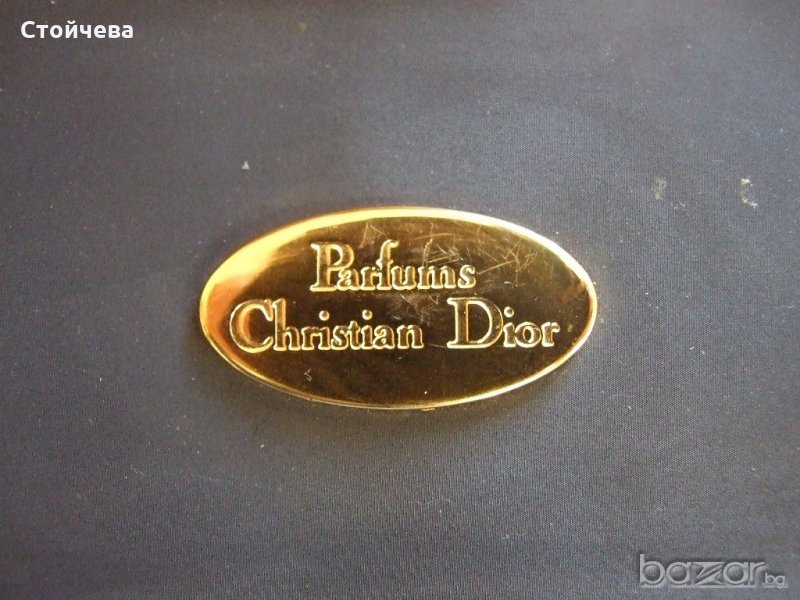 Стойчева
Parfums
Christian Dior
bazar.bg